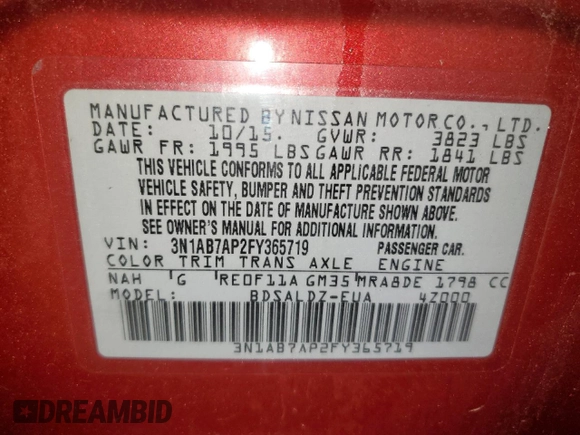 MANUFACTURED BY NISSAN MOTOR CO., LTD.
DATE: 10/15. GVWR: 3823 LBS
GAWR FR: 1995 LBS GAWR RR: 1841 LBS
THIS VEHICLE CONFORMS TO ALL APPLICABLE FEDERAL MOTOR
VEHICLE SAFETY, BUMPER AND THEFT PREVENTION STANDARDS
IN EFFECT ON THE DATE OF MANUFACTURE SHOWN ABOVE.
SEE OWNER'S MANUAL FOR ADDITIONAL INFORMATION.
VIN: 3N1AB7AP2FY365719 PASSENGER CAR.
COLOR TRIM TRANS AXLE ENGINE
NAH G RE0F11A GM35 MRA8DE 1798 CC
MODEL: BDSALDZ-EUA 4Z000
3N1AB7AP2FY365719
DREAMBID